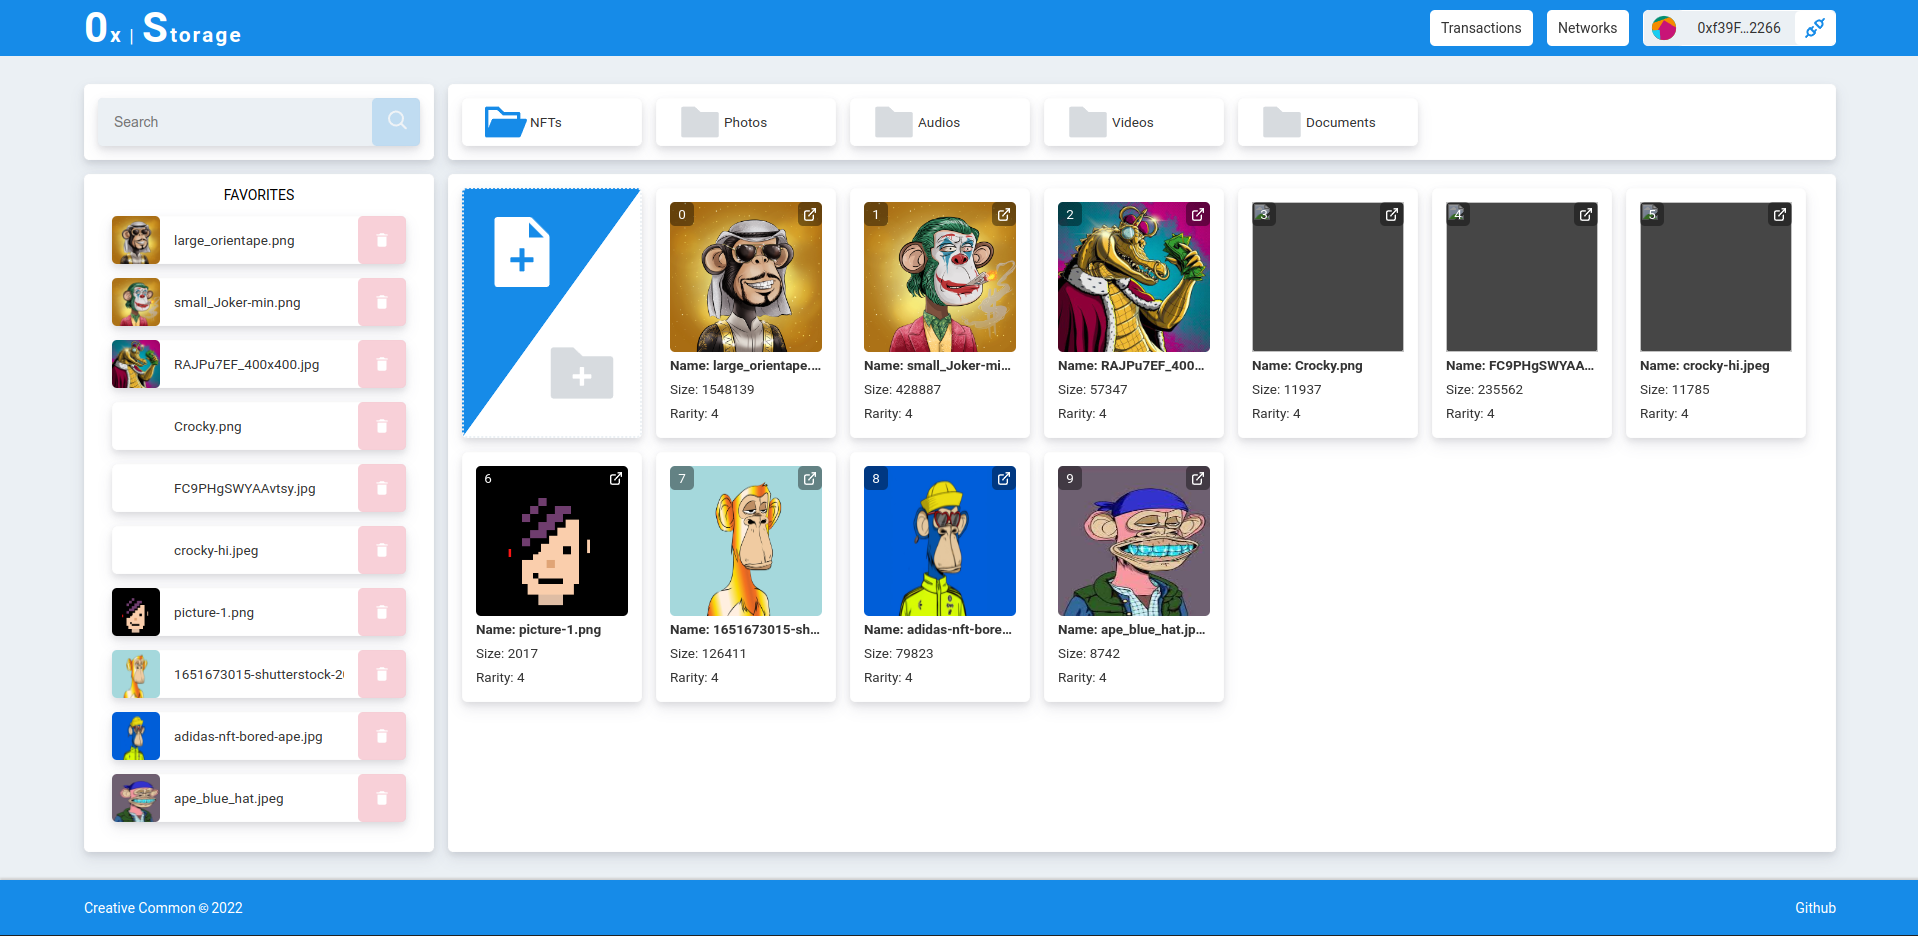 0x | Storage
Transactions
Networks
0xf39F...2266
Search
NFTs
Photos
Audios
Videos
Documents
FAVORITES
large_orientape.png
small_Joker-min.png
RAJPu7EF_400x400.jpg
Crocky.png
FC9PHgSWYAAvtsy.jpg
crocky-hi.jpeg
picture-1.png
1651673015-shutterstock-2
adidas-nft-bored-ape.jpg
ape_blue_hat.jpeg
0
Name: large_orientape....
Size: 1548139
Rarity: 4
1
Name: small_Joker-mi...
Size: 428887
Rarity: 4
2
Name: RAJPu7EF_400...
Size: 57347
Rarity: 4
3
Name: Crocky.png
Size: 11937
Rarity: 4
4
Name: FC9PHgSWYAA...
Size: 235562
Rarity: 4
5
Name: crocky-hi.jpeg
Size: 11785
Rarity: 4
6
Name: picture-1.png
Size: 2017
Rarity: 4
7
Name: 1651673015-sh...
Size: 126411
Rarity: 4
8
Name: adidas-nft-bore...
Size: 79823
Rarity: 4
9
Name: ape_blue_hat.jp...
Size: 8742
Rarity: 4
Creative Common © 2022
Github